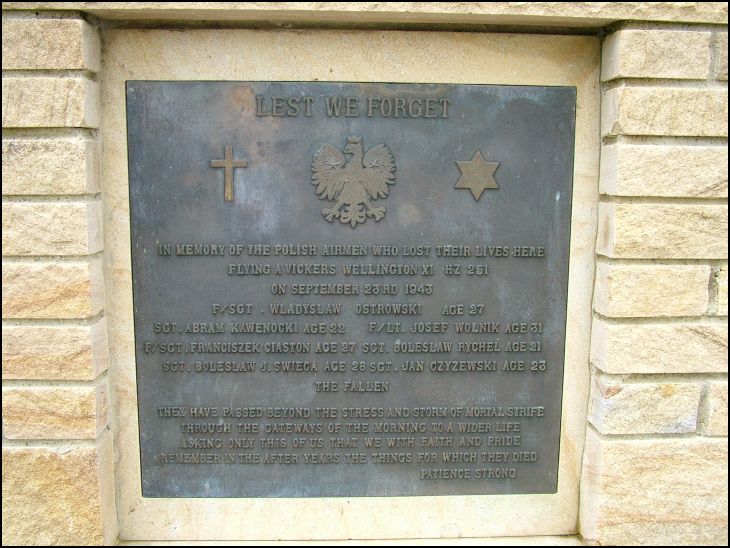 LEST WE FORGET
IN MEMORY OF THE POLISH AIRMEN WHO LOST THEIR LIVES HERE
FLYING A VICKERS WELLINGTON XI HZ 251
ON SEPTEMBER 23RD 1943
F/SGT. WLADYSLAW OSTROWSKI AGE 27
SGT. ABRAM KAWENOCKI AGE 22 F/LT. JOSEF WOLNIK AGE 31
F/SGT. FRANCISZEK CIASTON AGE 27 SGT. BOLESLAW RYCHEL AGE 21
SGT. BOLESLAW J. SWIECA AGE 28 SGT. JAN CZYZEWSKI AGE 23
THE FALLEN
THEY HAVE PASSED BEYOND THE STRESS AND STORM OF MORTAL STRIFE
THROUGH THE GATEWAYS OF THE MORNING TO A WIDER LIFE
ASKING ONLY THIS OF US THAT WE WITH FAITH AND PRIDE
REMEMBER IN THE AFTER YEARS THE THINGS FOR WHICH THEY DIED
PATIENCE STRONG